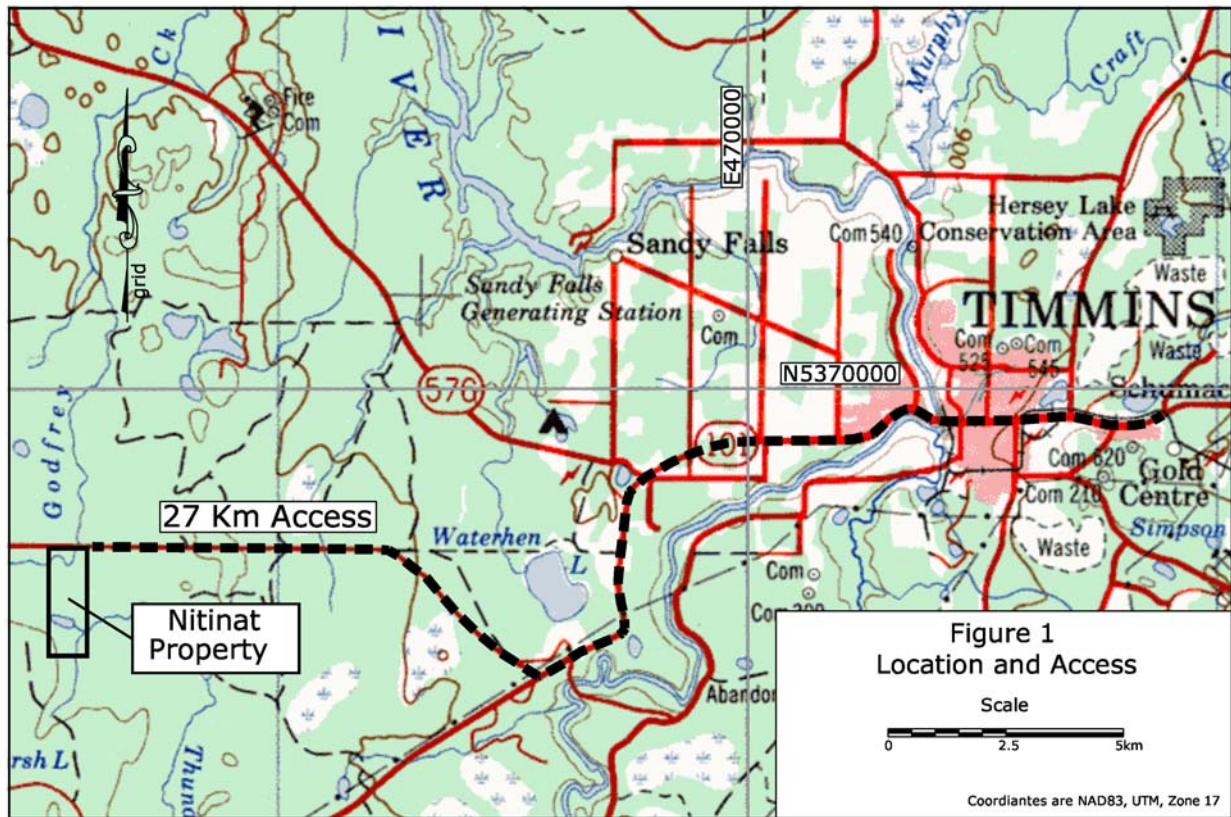 Ck
Fire
Com
I
V
E
R
grid
E470000
Murphy
Craft
900
Hersey Lake
Conservation Area
Com 540
Sandy Falls
Sandy Falls
Generating Station
Com
Waste
TIMMINS
Com
525
Com
545
Waste
N5370000
576
Schumac
101
Com 620
Gold
Centre
Com 210
Simpson
Waste
Godfrey
27 Km Access
Waterhen
L
Com
Com
Nitinat
Property
Abandon
rsh L
Thund
Figure 1
Location and Access
Scale
0 2.5 5km
Coordiantes are NAD83, UTM, Zone 17